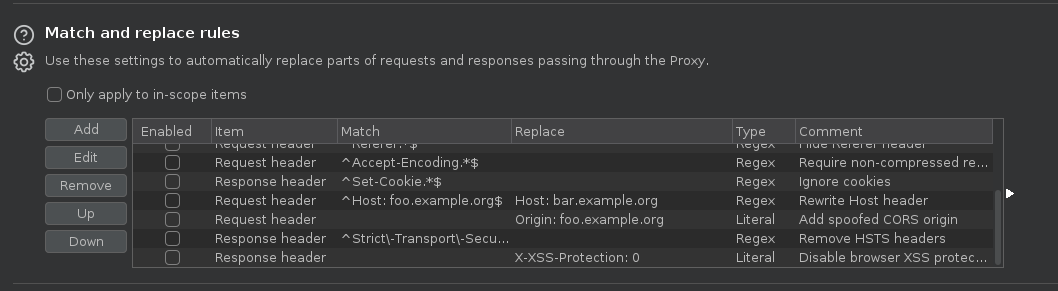 Match and replace rules
Use these settings to automatically replace parts of requests and responses passing through the Proxy.
Only apply to in-scope items
Add
Edit
Remove
Up
Down
Enabled Item Match Replace Type Comment
Request header ^Referer.*$ Regex Hide Referer header
Request header ^Accept-Encoding.*$ Regex Require non-compressed re...
Response header ^Set-Cookie.*$ Regex Ignore cookies
Request header ^Host: foo.example.org$ Host: bar.example.org Regex Rewrite Host header
Request header Origin: foo.example.org Literal Add spoofed CORS origin
Response header ^Strict\-Transport\-Secu... Regex Remove HSTS headers
Response header X-XSS-Protection: 0 Literal Disable browser XSS protec...